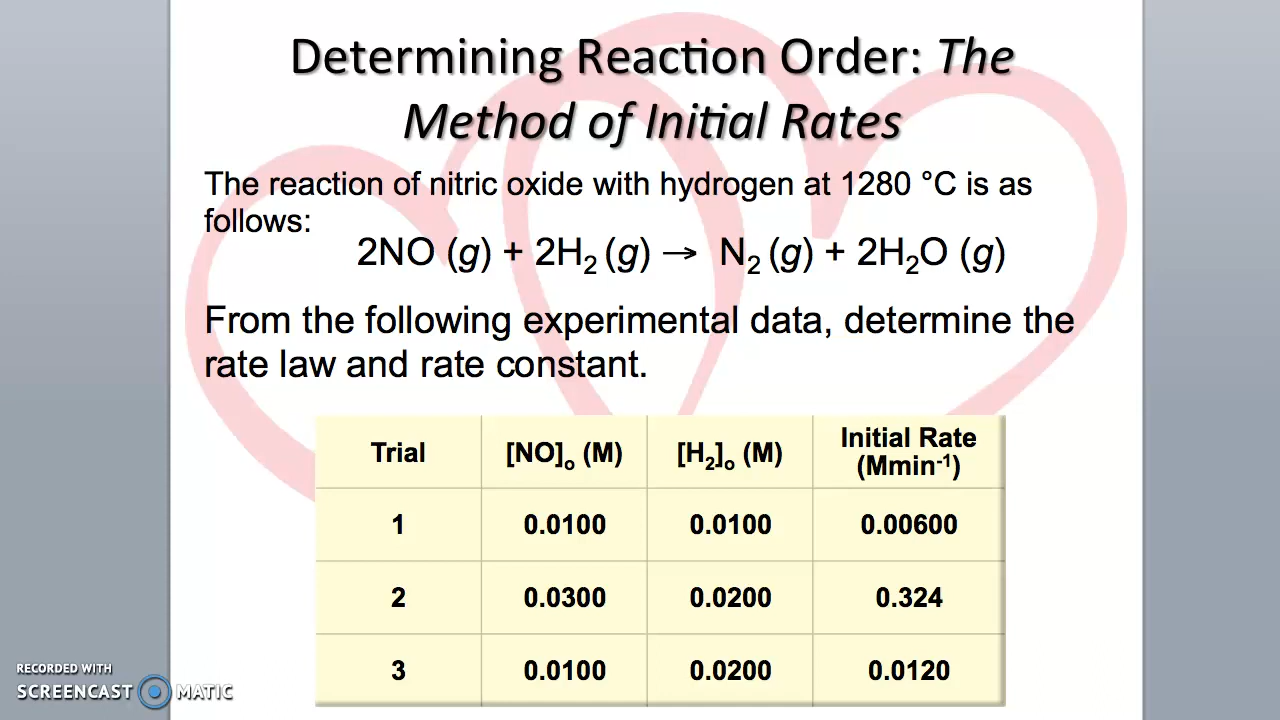 Determining Reaction Order: The
Method of Initial Rates
The reaction of nitric oxide with hydrogen at 1280 °C is as
follows:
2NO (g) + 2H₂ (g) → N₂ (g) + 2H₂O (g)
From the following experimental data, determine the
rate law and rate constant.
Trial [NO]ₒ (M) [H₂]ₒ (M) Initial Rate (Mmin⁻¹)
1 0.0100 0.0100 0.00600
2 0.0300 0.0200 0.324
3 0.0100 0.0200 0.0120
RECORDED WITH
SCREENCAST MATIC